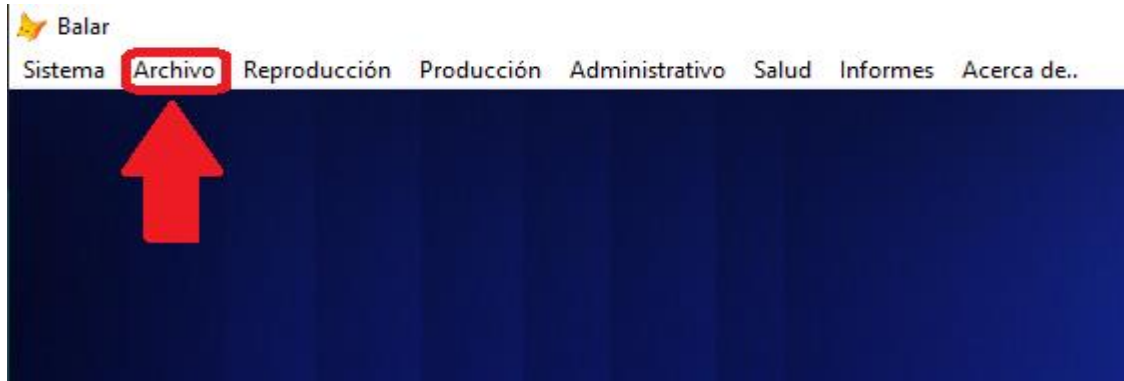 Balar
Sistema Archivo Reproducción Producción Administrativo Salud Informes Acerca de..